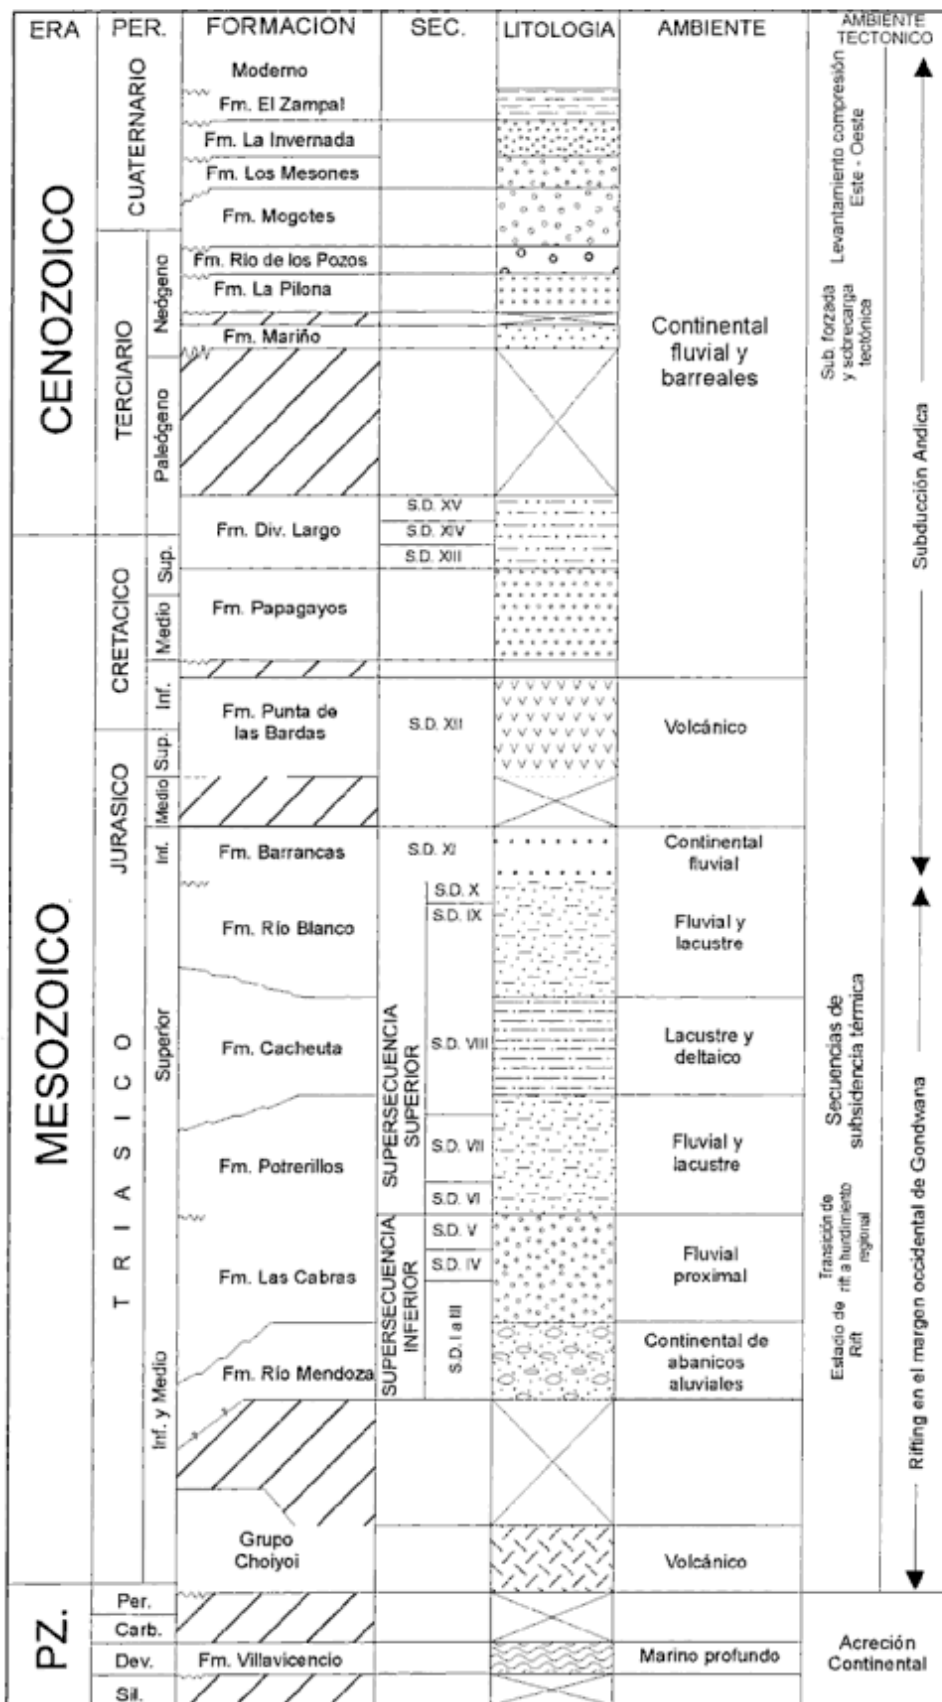 ERA
PER.
FORMACION
SEC.
LITOLOGIA
AMBIENTE
AMBIENTE
TECTONICO
CENOZOICO
CUATERNARIO
Moderno
Fm. El Zampal
Fm. La Invernada
Fm. Los Mesones
Fm. Mogotes
TERCIARIO
Neógeno
Fm. Río de los Pozos
Fm. La Pilona
Fm. Mariño
Paleógeno
Continental
fluvial y
barreales
Levantamiento compresión
Este - Oeste
Sub. forzada
y sobrecarga
tectónica
Subducción Andica
Fm. Div. Largo
S.D. XV
S.D. XIV
S.D. XIII
MESOZOICO
CRETACICO
Sup.
Medio
Inf.
Fm. Papagayos
Fm. Punta de
las Bardas
S.D. XII
Volcánico
JURASICO
Sup.
Medio
Inf.
Fm. Barrancas
S.D. XI
Continental
fluvial
TRIASICO
Superior
Fm. Río Blanco
S.D. X
S.D. IX
Fluvial y
lacustre
SUPERSECUENCIA
SUPERIOR
Fm. Cacheuta
S.D. VIII
Lacustre y
deltaico
Secuencias de
subsidencia térmica
Fm. Potrerillos
S.D. VII
S.D. VI
Fluvial y
lacustre
SUPERSECUENCIA
INFERIOR
Fm. Las Cabras
S.D. V
S.D. IV
Fluvial
proximal
Transición de
rift a hundimiento
regional
Inf. y Medio
Fm. Río Mendoza
S.D. I a III
Continental de
abanicos
aluviales
Estadio de
Rift
Rifting en el margen occidental de Gondwana
Grupo
Choiyoi
Volcánico
PZ.
Per.
Carb.
Dev.
Fm. Villavicencio
Marino profundo
Acreción
Continental
Sil.